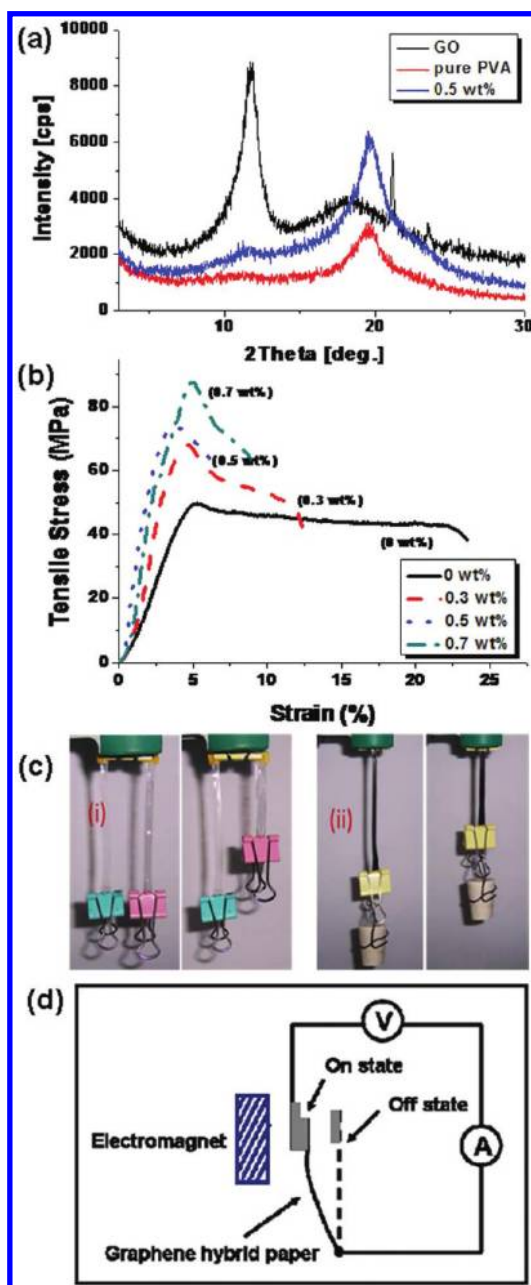 (a)
10000
8000
6000
4000
2000
0
Intensity [cps]
GO
pure PVA
0.5 wt%
10
20
30
2Theta [deg.]
(b)
80
60
40
20
0
Tensile Stress (MPa)
(0.7 wt%)
(0.5 wt%)
(0.3 wt%)
(0 wt%)
0 wt%
0.3 wt%
0.5 wt%
0.7 wt%
0
5
10
15
20
25
Strain (%)
(c)
(i)
(ii)
(d)
V
On state
Off state
Electromagnet
A
Graphene hybrid paper